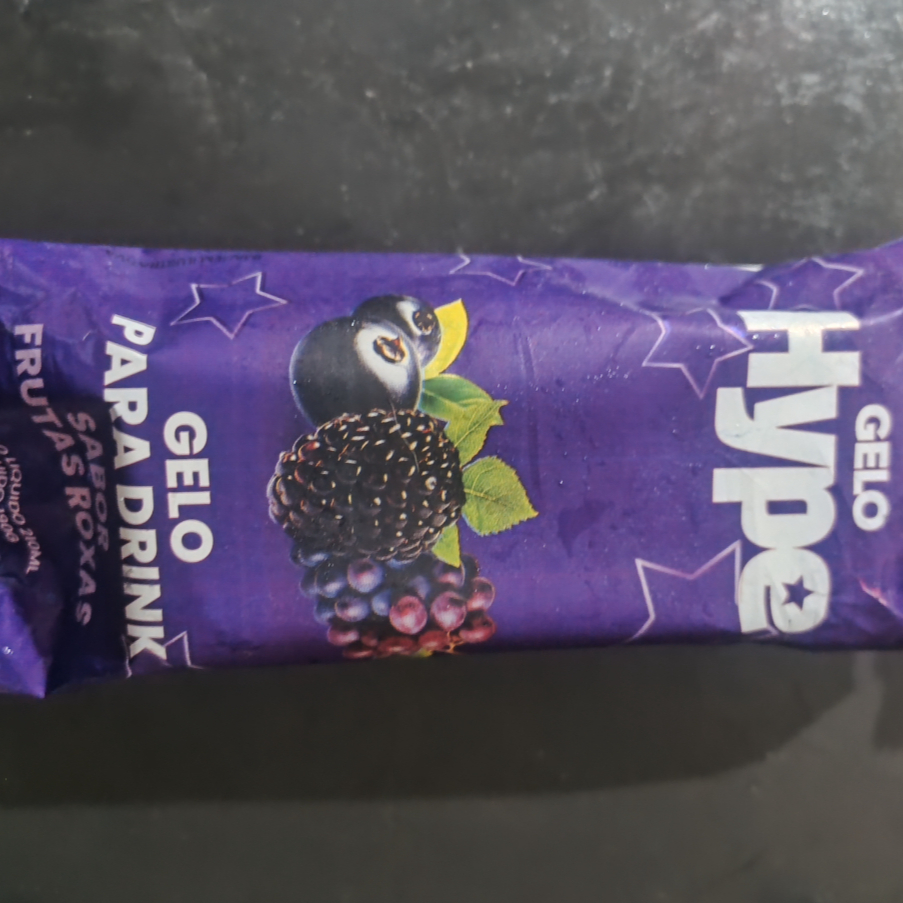 GELO
Hype
GELO
PARA DRINK
SABOR
FRUTAS ROXAS